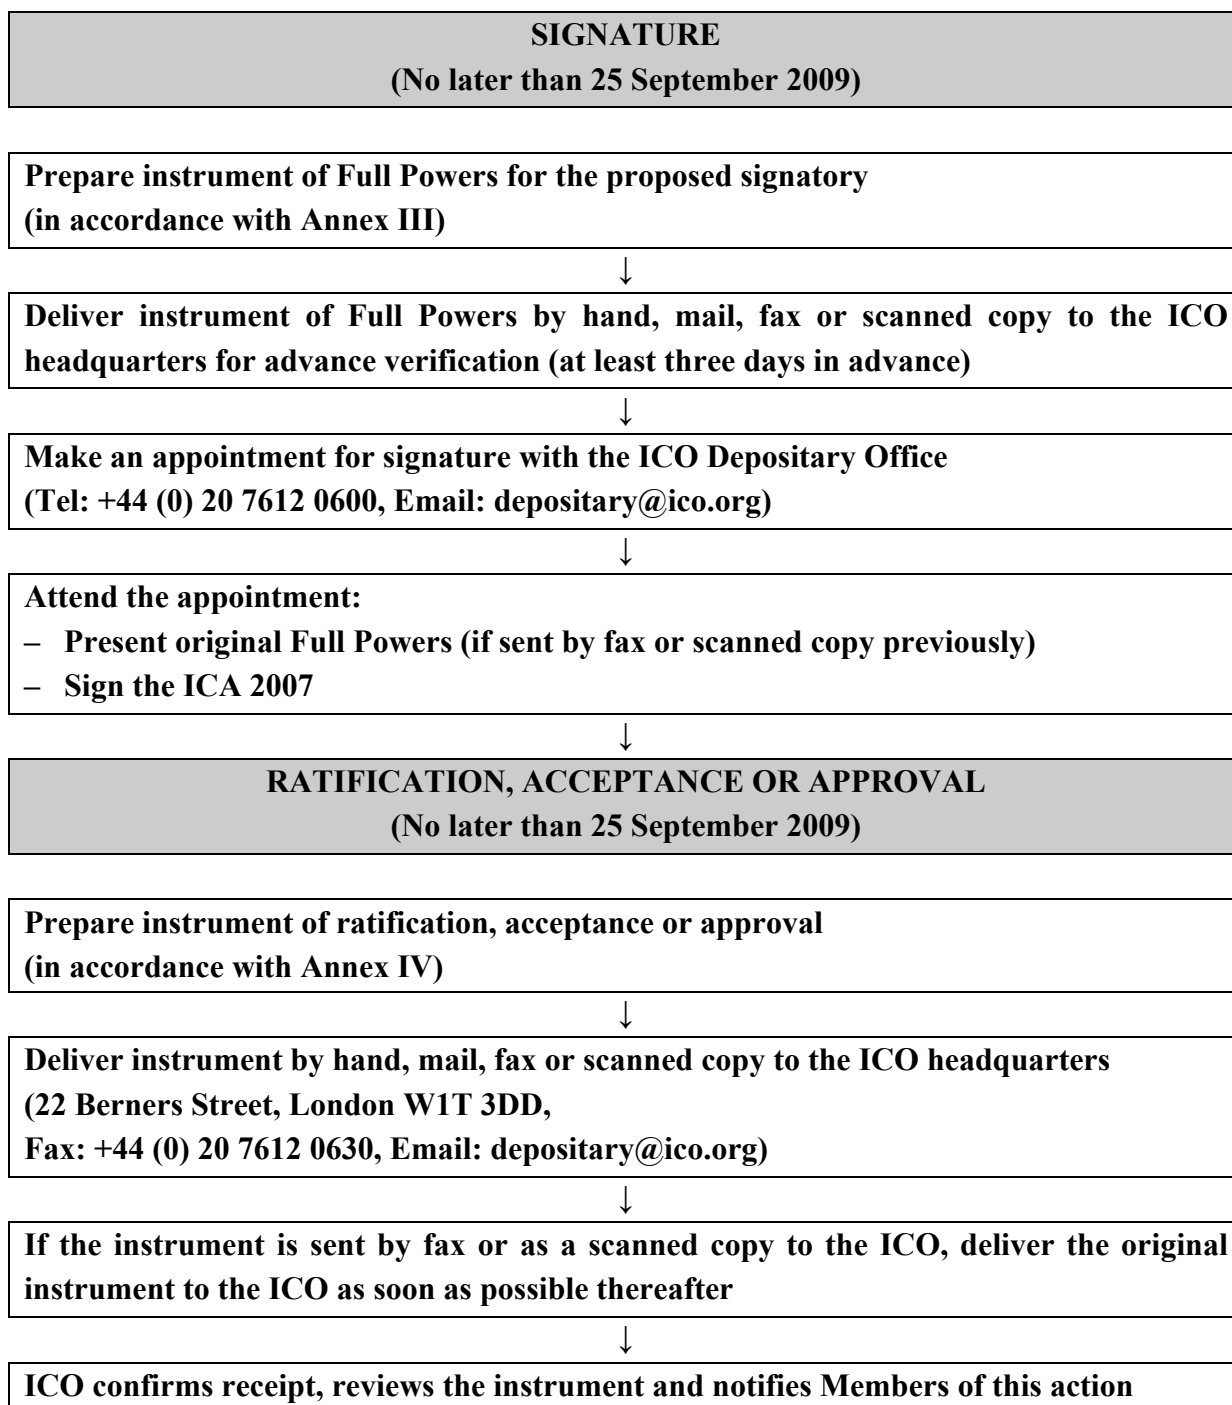 SIGNATURE
(No later than 25 September 2009)
Prepare instrument of Full Powers for the proposed signatory
(in accordance with Annex III)
↓
Deliver instrument of Full Powers by hand, mail, fax or scanned copy to the ICO
headquarters for advance verification (at least three days in advance)
↓
Make an appointment for signature with the ICO Depositary Office
(Tel: +44 (0) 20 7612 0600, Email: depositary@ico.org)
↓
Attend the appointment:
– Present original Full Powers (if sent by fax or scanned copy previously)
– Sign the ICA 2007
↓
RATIFICATION, ACCEPTANCE OR APPROVAL
(No later than 25 September 2009)
Prepare instrument of ratification, acceptance or approval
(in accordance with Annex IV)
↓
Deliver instrument by hand, mail, fax or scanned copy to the ICO headquarters
(22 Berners Street, London W1T 3DD,
Fax: +44 (0) 20 7612 0630, Email: depositary@ico.org)
↓
If the instrument is sent by fax or as a scanned copy to the ICO, deliver the original
instrument to the ICO as soon as possible thereafter
↓
ICO confirms receipt, reviews the instrument and notifies Members of this action